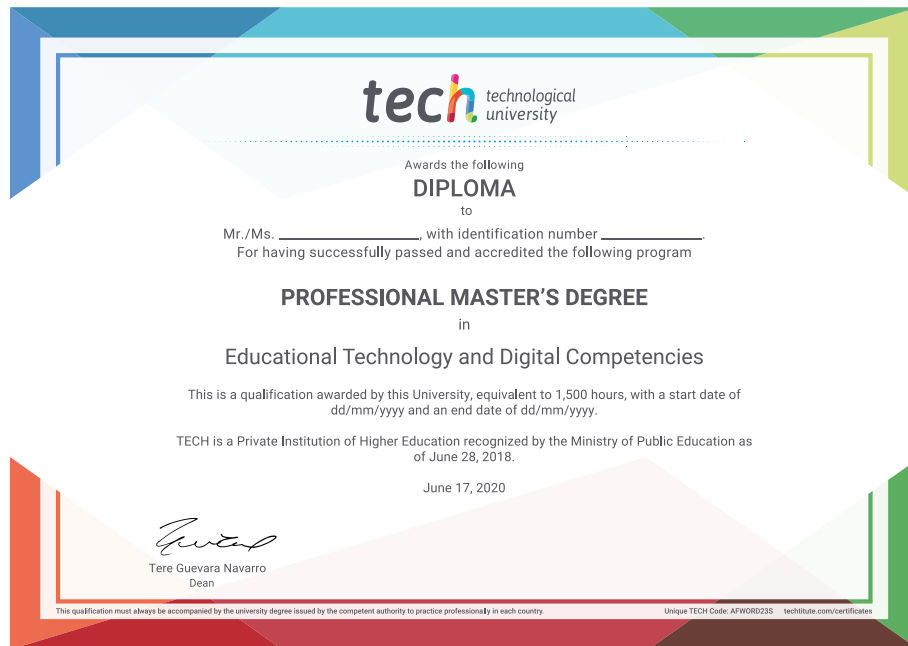 tech technological
university
Awards the following
DIPLOMA
to
Mr./Ms. ____________________, with identification number ______________.
For having successfully passed and accredited the following program
PROFESSIONAL MASTER'S DEGREE
in
Educational Technology and Digital Competencies
This is a qualification awarded by this University, equivalent to 1,500 hours, with a start date of
dd/mm/yyyy and an end date of dd/mm/yyyy.
TECH is a Private Institution of Higher Education recognized by the Ministry of Public Education as
of June 28, 2018.
June 17, 2020
Tere Guevara Navarro
Dean
This qualification must always be accompanied by the university degree issued by the competent authority to practice professionally in each country. Unique TECH Code: AFWORD23S techtitute.com/certificates